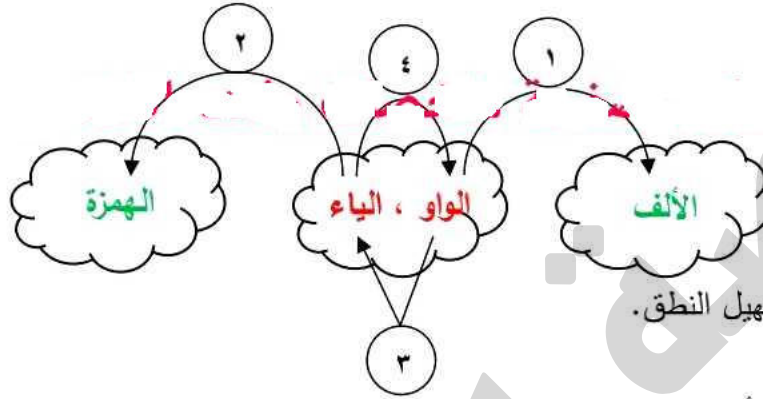 ١ ٤ ٢
الألف الواو ، الياء الهمزة
هيل النطق.
٣